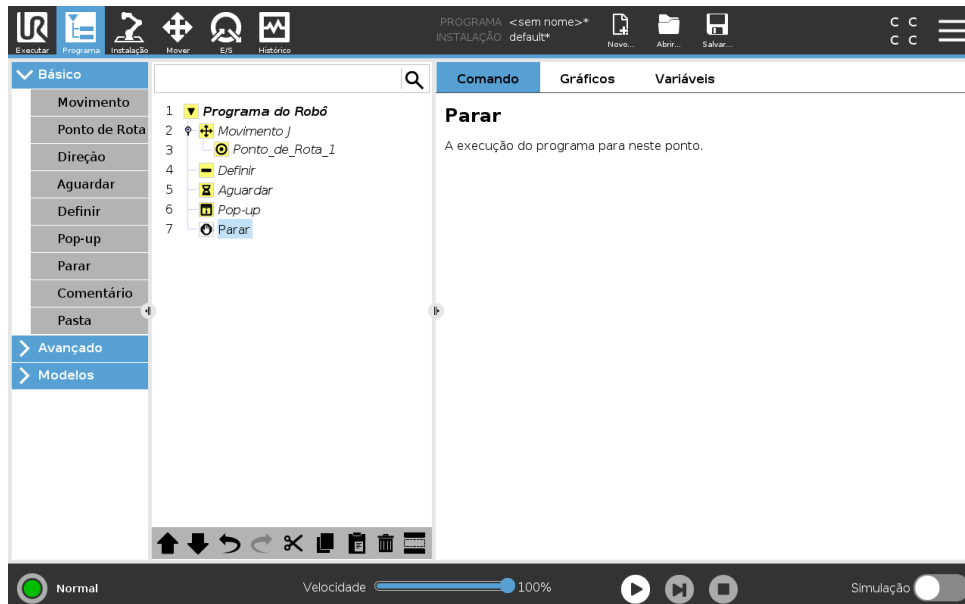 PROGRAMA <sem nome>*
INSTALAÇÃO default*
Executar Programa Instalação Mover E/S Histórico Novo... Abrir... Salvar...
C C
C C
Básico
Movimento
Ponto de Rota
Direção
Aguardar
Definir
Pop-up
Parar
Comentário
Pasta
Avançado
Modelos
1 Programa do Robô
2 Movimento J
3 Ponto_de_Rota_1
4 Definir
5 Aguardar
6 Pop-up
7 Parar
Comando Gráficos Variáveis
Parar
A execução do programa para neste ponto.
Normal Velocidade 100% Simulação